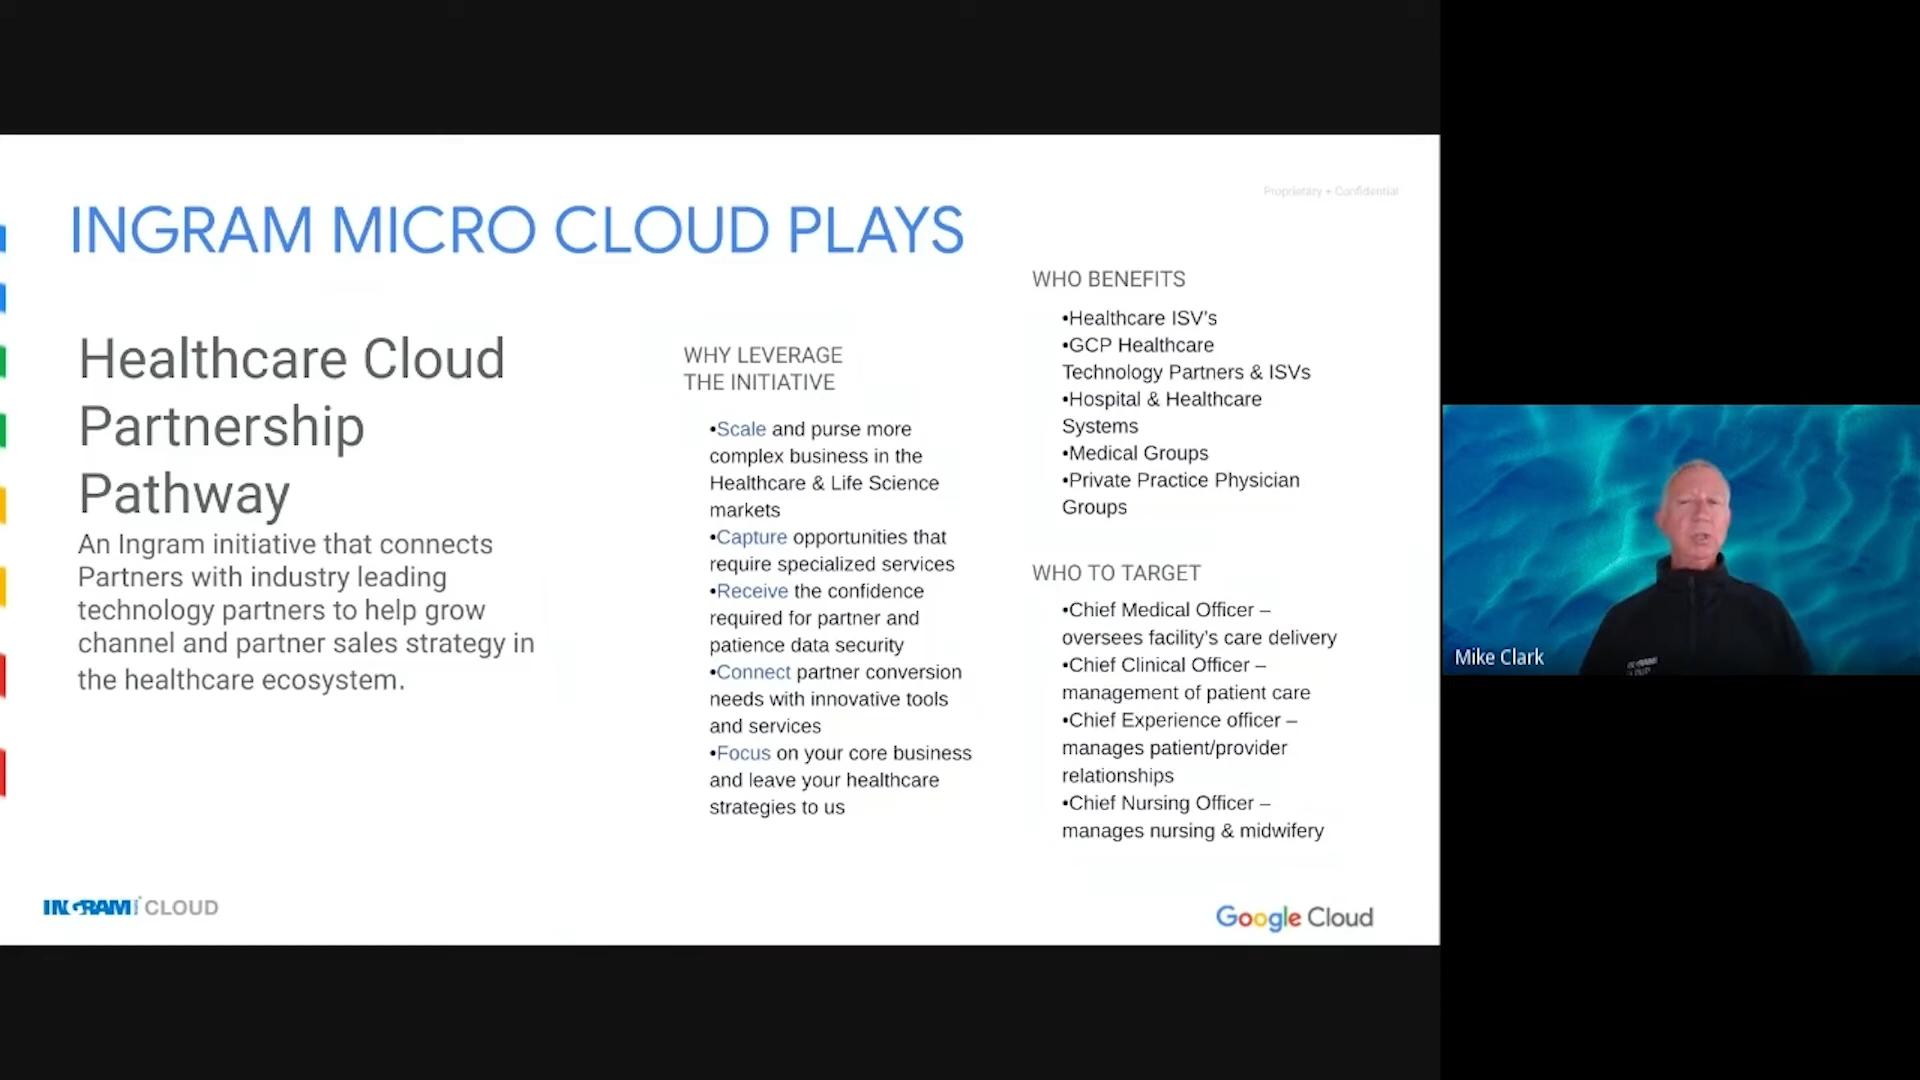 Proprietary + Confidential
INGRAM MICRO CLOUD PLAYS
Healthcare Cloud
Partnership
Pathway
An Ingram initiative that connects
Partners with industry leading
technology partners to help grow
channel and partner sales strategy in
the healthcare ecosystem.
WHY LEVERAGE
THE INITIATIVE
•Scale and purse more
complex business in the
Healthcare & Life Science
markets
•Capture opportunities that
require specialized services
•Receive the confidence
required for partner and
patience data security
•Connect partner conversion
needs with innovative tools
and services
•Focus on your core business
and leave your healthcare
strategies to us
WHO BENEFITS
•Healthcare ISV's
•GCP Healthcare
Technology Partners & ISVs
•Hospital & Healthcare
Systems
•Medical Groups
•Private Practice Physician
Groups
WHO TO TARGET
•Chief Medical Officer –
oversees facility's care delivery
•Chief Clinical Officer –
management of patient care
•Chief Experience officer –
manages patient/provider
relationships
•Chief Nursing Officer –
manages nursing & midwifery
INGRAM CLOUD
Google Cloud
Mike Clark